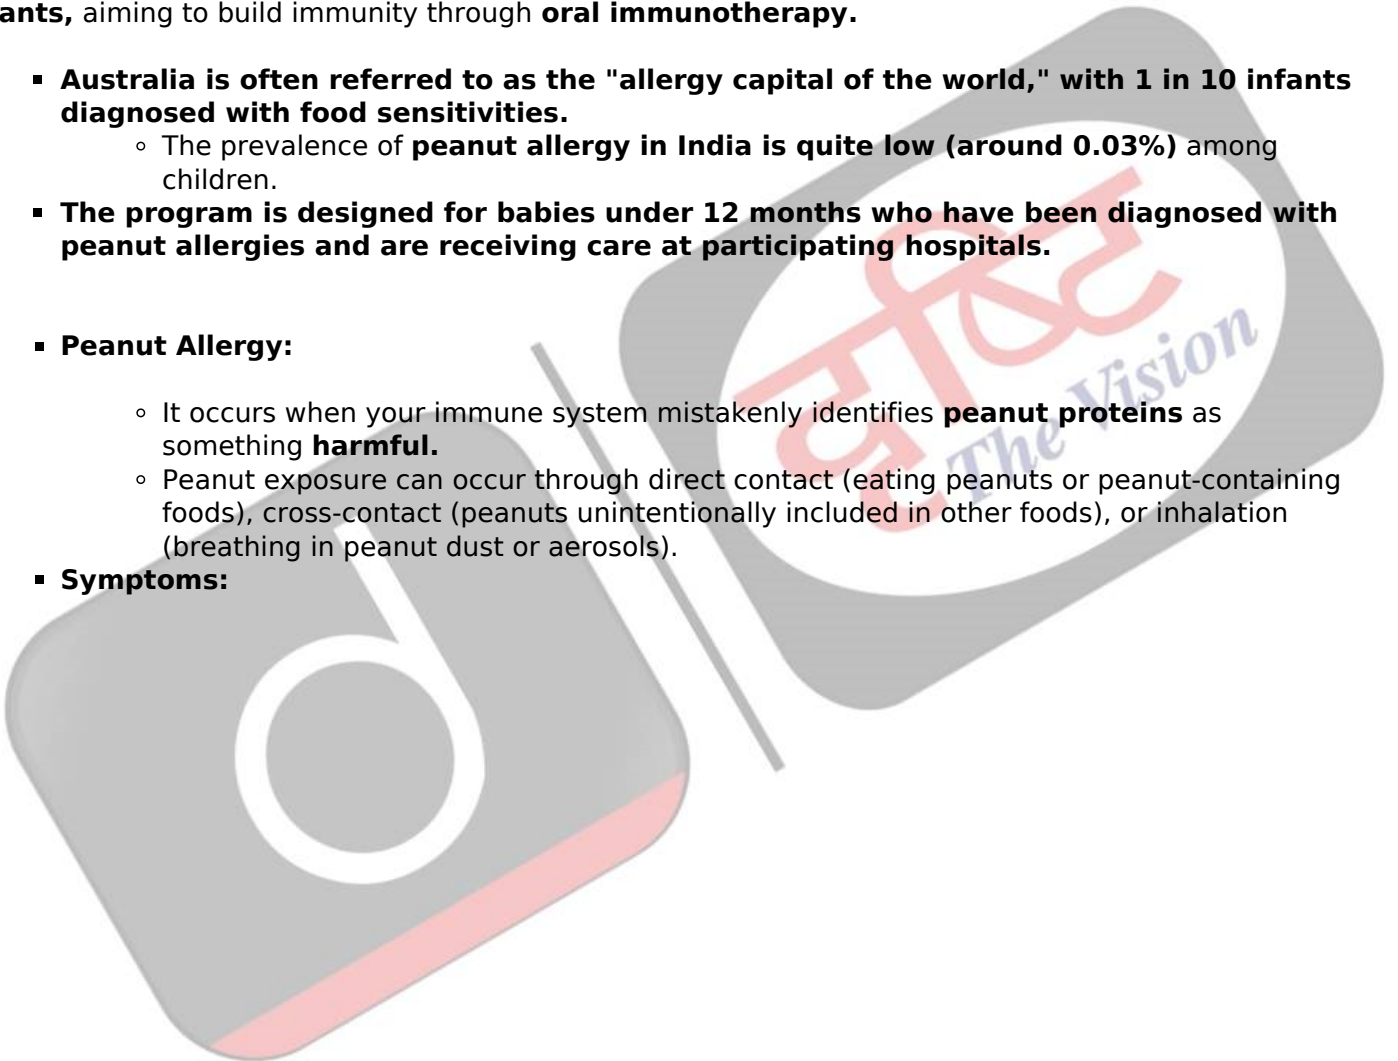 ants, aiming to build immunity through oral immunotherapy.
▪ Australia is often referred to as the "allergy capital of the world," with 1 in 10 infants
diagnosed with food sensitivities.
◦ The prevalence of peanut allergy in India is quite low (around 0.03%) among
children.
▪ The program is designed for babies under 12 months who have been diagnosed with
peanut allergies and are receiving care at participating hospitals.
▪ Peanut Allergy:
◦ It occurs when your immune system mistakenly identifies peanut proteins as
something harmful.
◦ Peanut exposure can occur through direct contact (eating peanuts or peanut-containing
foods), cross-contact (peanuts unintentionally included in other foods), or inhalation
(breathing in peanut dust or aerosols).
▪ Symptoms:
दृष्टि
The Vision
d